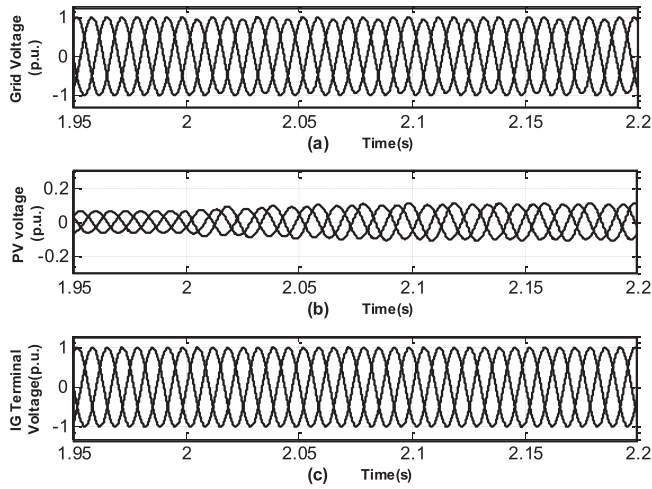 Grid Voltage
(p.u.)
1
0
-1
1.95 2 2.05 2.1 2.15 2.2
(a) Time(s)
PV voltage
(p.u.)
0.2
0
-0.2
1.95 2 2.05 2.1 2.15 2.2
(b) Time(s)
IG Terminal
Voltage(p.u.)
1
0
-1
1.95 2 2.05 2.1 2.15 2.2
(c) Time(s)